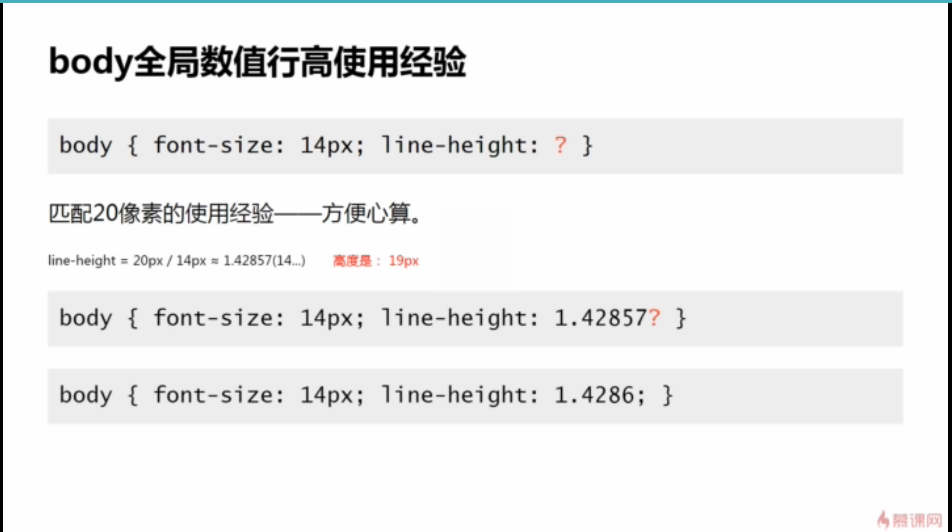 body全局数值行高使用经验
body { font-size: 14px; line-height: ? }
匹配20像素的使用经验——方便心算。
line-height = 20px / 14px ≈ 1.42857(14...) 高度是： 19px
body { font-size: 14px; line-height: 1.42857? }
body { font-size: 14px; line-height: 1.4286; }
慕课网